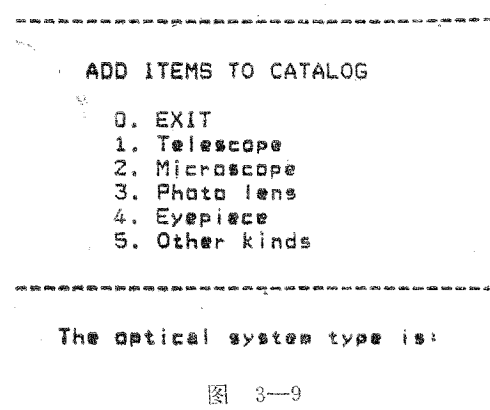 ADD ITEMS TO CATALOG
0. EXIT
1. Telescope
2. Microscope
3. Photo lens
4. Eyepiece
5. Other kinds
The optical system type is:
图 3—9